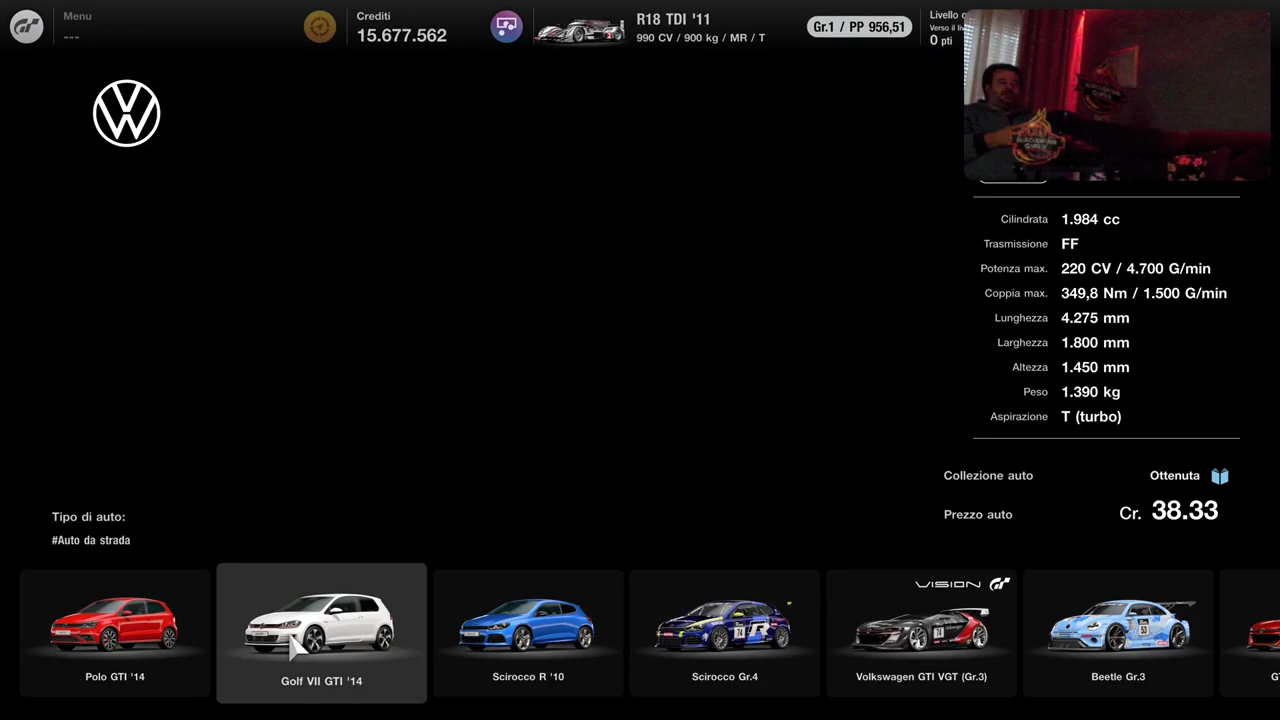 Menu
---
Crediti
15.677.562
R18 TDI '11
990 CV / 900 kg / MR / T
Gr.1 / PP 956,51
Livello
Verso il
0 pti
Cilindrata 1.984 cc
Trasmissione FF
Potenza max. 220 CV / 4.700 G/min
Coppia max. 349,8 Nm / 1.500 G/min
Lunghezza 4.275 mm
Larghezza 1.800 mm
Altezza 1.450 mm
Peso 1.390 kg
Aspirazione T (turbo)
Collezione auto Ottenuta
Prezzo auto Cr. 38.33
Tipo di auto:
#Auto da strada
VISION GT
Polo GTI '14
Golf VII GTI '14
Scirocco R '10
Scirocco Gr.4
Volkswagen GTI VGT (Gr.3)
Beetle Gr.3